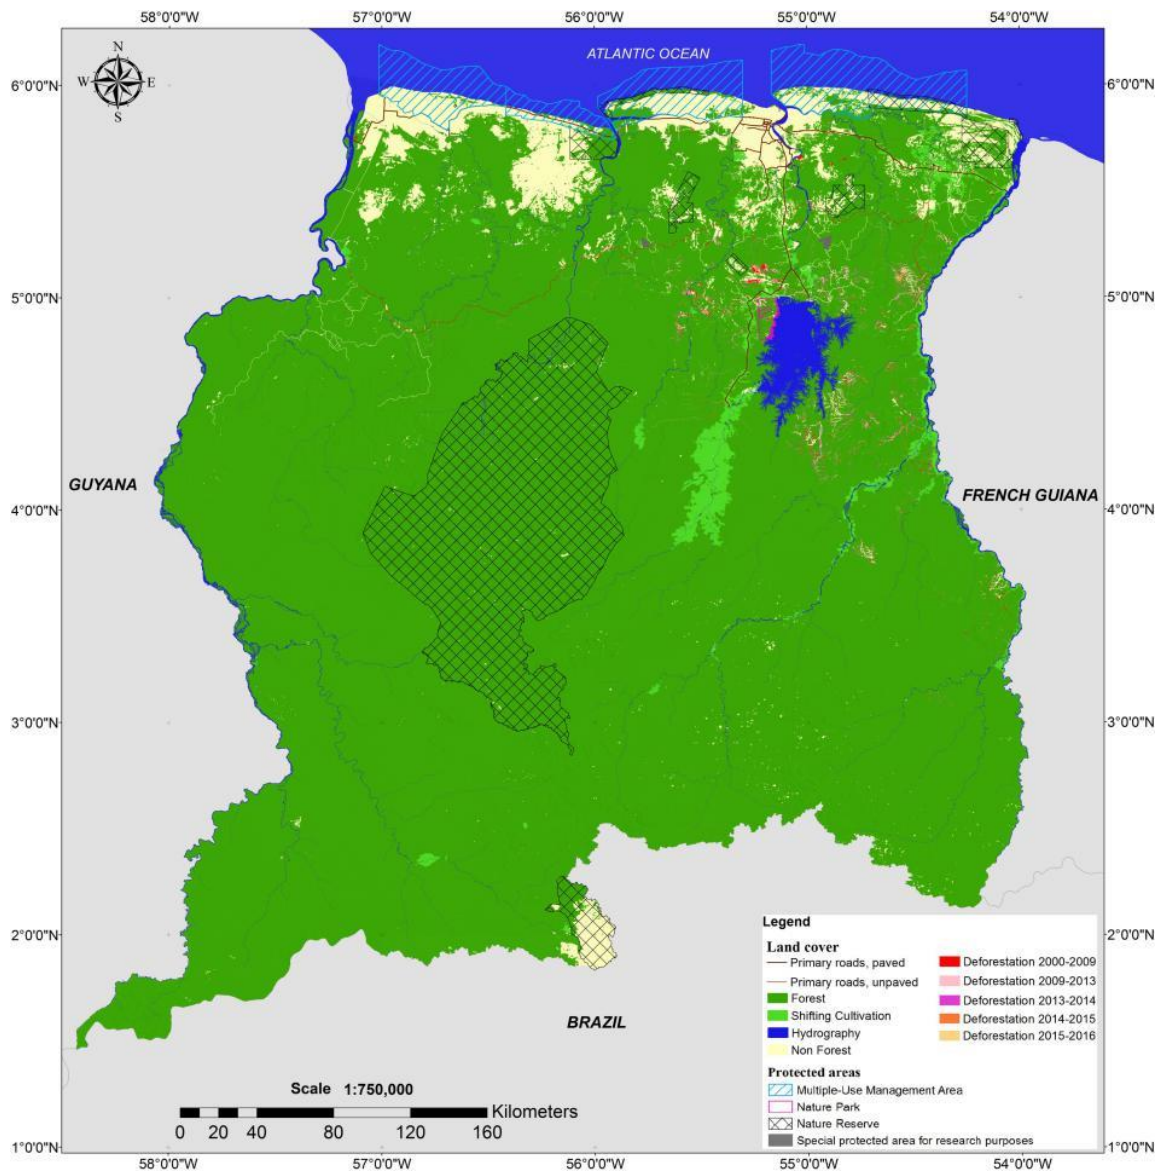 58°0'0"W 57°0'0"W 56°0'0"W 55°0'0"W 54°0'0"W
N
W E
S
ATLANTIC OCEAN
6°0'0"N 6°0'0"N
5°0'0"N 5°0'0"N
GUYANA
FRENCH GUIANA
4°0'0"N 4°0'0"N
3°0'0"N 3°0'0"N
2°0'0"N 2°0'0"N
BRAZIL
Scale 1:750,000
Kilometers
0 20 40 80 120 160
Legend
Land cover
Primary roads, paved
Primary roads, unpaved
Forest
Shifting Cultivation
Hydrography
Non Forest
Deforestation 2000-2009
Deforestation 2009-2013
Deforestation 2013-2014
Deforestation 2014-2015
Deforestation 2015-2016
Protected areas
Multiple-Use Management Area
Nature Park
Nature Reserve
Special protected area for research purposes
1°0'0"N 1°0'0"N
58°0'0"W 57°0'0"W 56°0'0"W 55°0'0"W 54°0'0"W